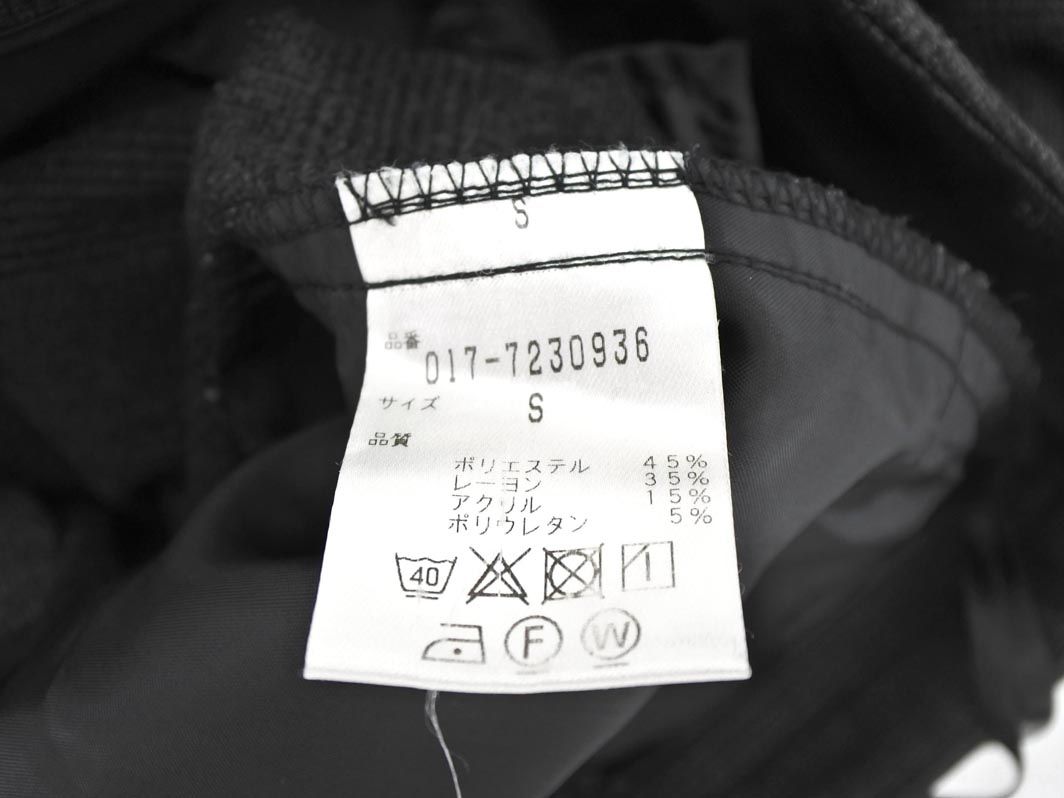 S
品番
017-7230936
サイズ S
品質
ポリエステル 45%
レーヨン 35%
アクリル 15%
ポリウレタン 5%
40
F W